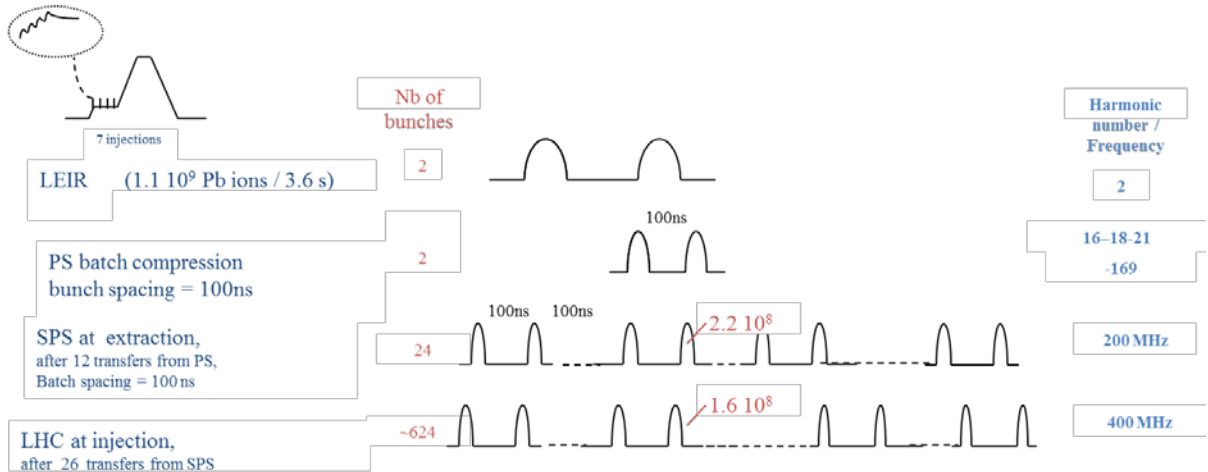 Nb of
bunches
Harmonic
number /
Frequency
7 injections
LEIR (1.1 10⁹ Pb ions / 3.6 s)
2
2
100ns
PS batch compression
bunch spacing = 100ns
2
16–18-21
-169
100ns 100ns
SPS at extraction,
after 12 transfers from PS,
Batch spacing = 100 ns
24
2.2 10⁸
200 MHz
LHC at injection,
after 26 transfers from SPS
~624
1.6 10⁸
400 MHz